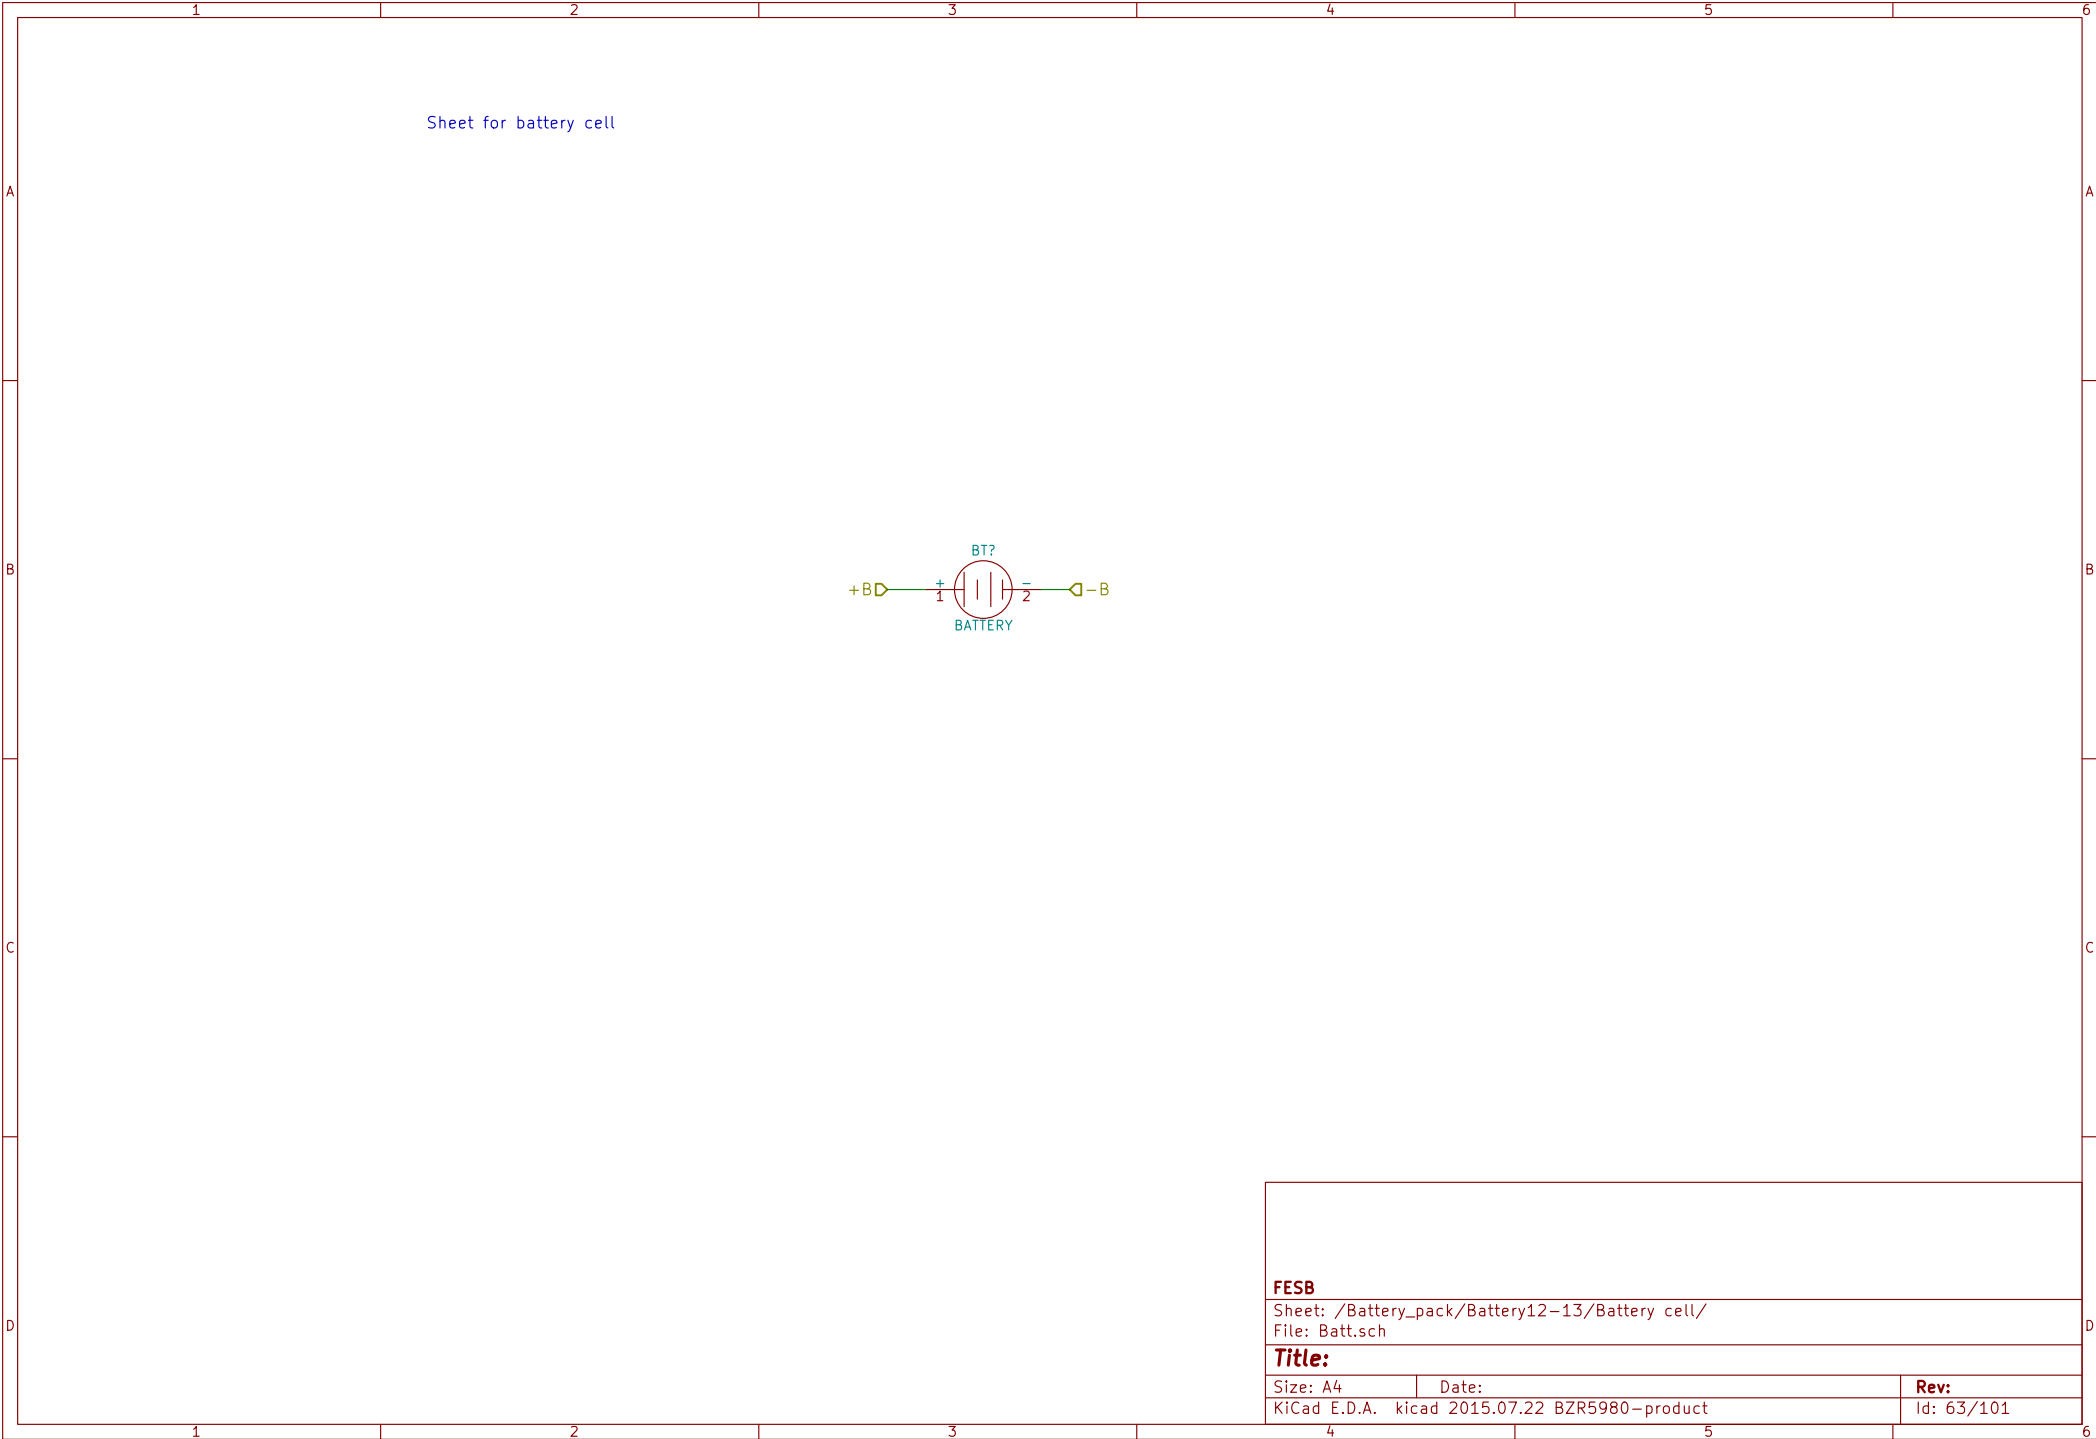 1 2 3 4 5 6
Sheet for battery cell
A A
BT?
B B
+B + 1 - 2 -B
BATTERY
C C
FESB
Sheet: /Battery_pack/Battery12-13/Battery cell/
D D
File: Batt.sch
Title:
Size: A4 Date: Rev:
KiCad E.D.A. kicad 2015.07.22 BZR5980-product Id: 63/101
1 2 3 4 5 6